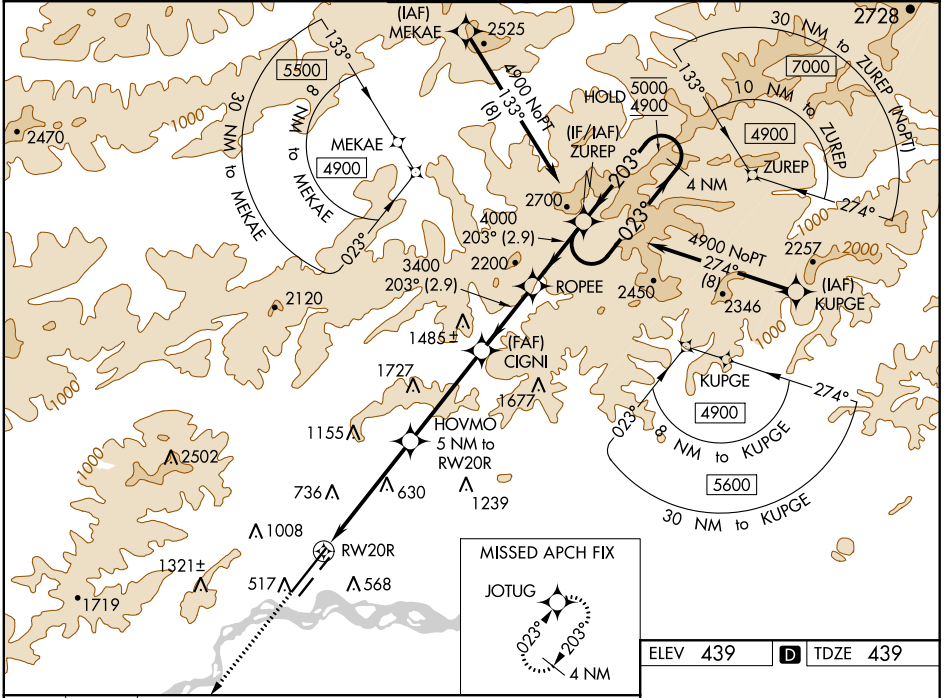 (IAF)
MEKAE
2525
2728
30 NM to ZUREP (NoPT)
7000
133°
5500
30 NM to MEKAE
8 NM to MEKAE
4900
MEKAE
023°
4900 NoPT
133°
(8)
HOLD
5000
4900
(IF/IAF)
ZUREP
203°
023°
4 NM
133°
10 NM to ZUREP
4900
ZUREP
274°
1000
2470
1000
2700
4000
203° (2.9)
3400
203° (2.9)
2200
ROPEE
4900 NoPT
274°
(8)
2257
2000
1000
(IAF)
KUPGE
2450
2346
1000
2120
1000
1485±
(FAF)
CIGNI
1727
1677
KUPGE
274°
4900
023°
8 NM to KUPGE
5600
30 NM to KUPGE
HOVMO
5 NM to
RW20R
1155
1000
2502
736
630
1239
1008
RW20R
1321±
517
568
1719
MISSED APCH FIX
JOTUG
023°
203°
4 NM
ELEV 439
D
TDZE 439